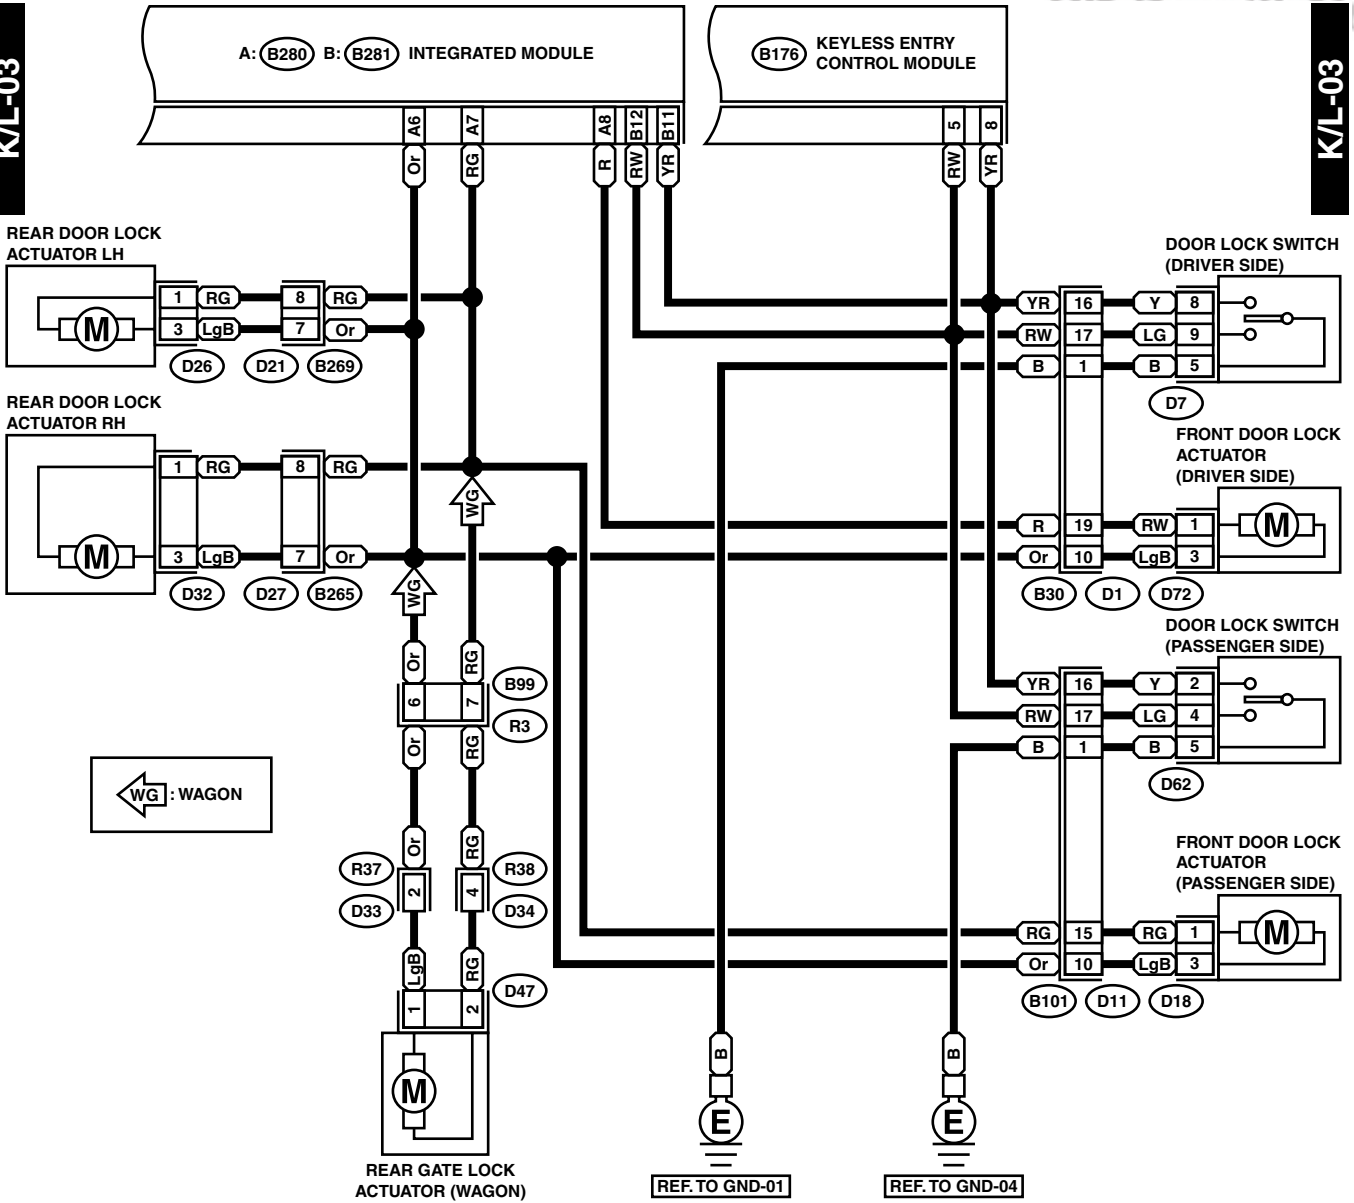 K/L-03
K/L-03
A: B280 B: B281 INTEGRATED MODULE
B176 KEYLESS ENTRY
CONTROL MODULE
A6 A7 A8 B12 B11 5 8
Or RG R RW YR RW YR
REAR DOOR LOCK
ACTUATOR LH
M
1 RG 8 RG
3 LgB 7 Or
D26 D21 B269
REAR DOOR LOCK
ACTUATOR RH
M
1 RG 8 RG
3 LgB 7 Or
D32 D27 B265
WG
WG
Or RG
6 7
B99
R3
Or RG
WG : WAGON
Or RG
R37 2 4 R38
D33 D34
LgB RG
D47
1 2
M
REAR GATE LOCK
ACTUATOR (WAGON)
DOOR LOCK SWITCH
(DRIVER SIDE)
YR 16 Y 8
RW 17 LG 9
B 1 B 5
D7
FRONT DOOR LOCK
ACTUATOR
(DRIVER SIDE)
R 19 RW 1 M
Or 10 LgB 3
B30 D1 D72
DOOR LOCK SWITCH
(PASSENGER SIDE)
YR 16 Y 2
RW 17 LG 4
B 1 B 5
D62
FRONT DOOR LOCK
ACTUATOR
(PASSENGER SIDE)
RG 15 RG 1 M
Or 10 LgB 3
B101 D11 D18
B B
E E
REF. TO GND-01 REF. TO GND-04